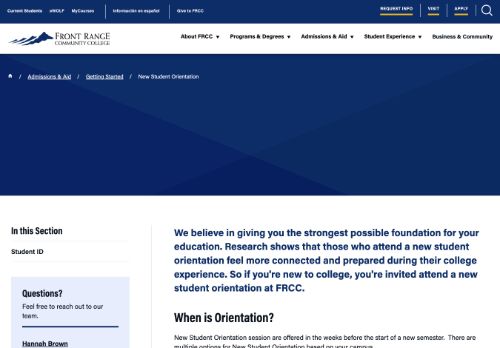 Current Students eWOLF MyCourses Información en español Give to FRCC REQUEST INFO VISIT APPLY
FRONT RANGE
COMMUNITY COLLEGE
About FRCC Programs & Degrees Admissions & Aid Student Experience Business & Community
/ Admissions & Aid / Getting Started / New Student Orientation
In this Section
Student ID
Questions?
Feel free to reach out to our
team.
Hannah Brown
We believe in giving you the strongest possible foundation for your
education. Research shows that those who attend a new student
orientation feel more connected and prepared during their college
experience. So if you're new to college, you're invited attend a new
student orientation at FRCC.
When is Orientation?
New Student Orientation session are offered in the weeks before the start of a new semester. There are
multiple options for New Student Orientation based on your campus.